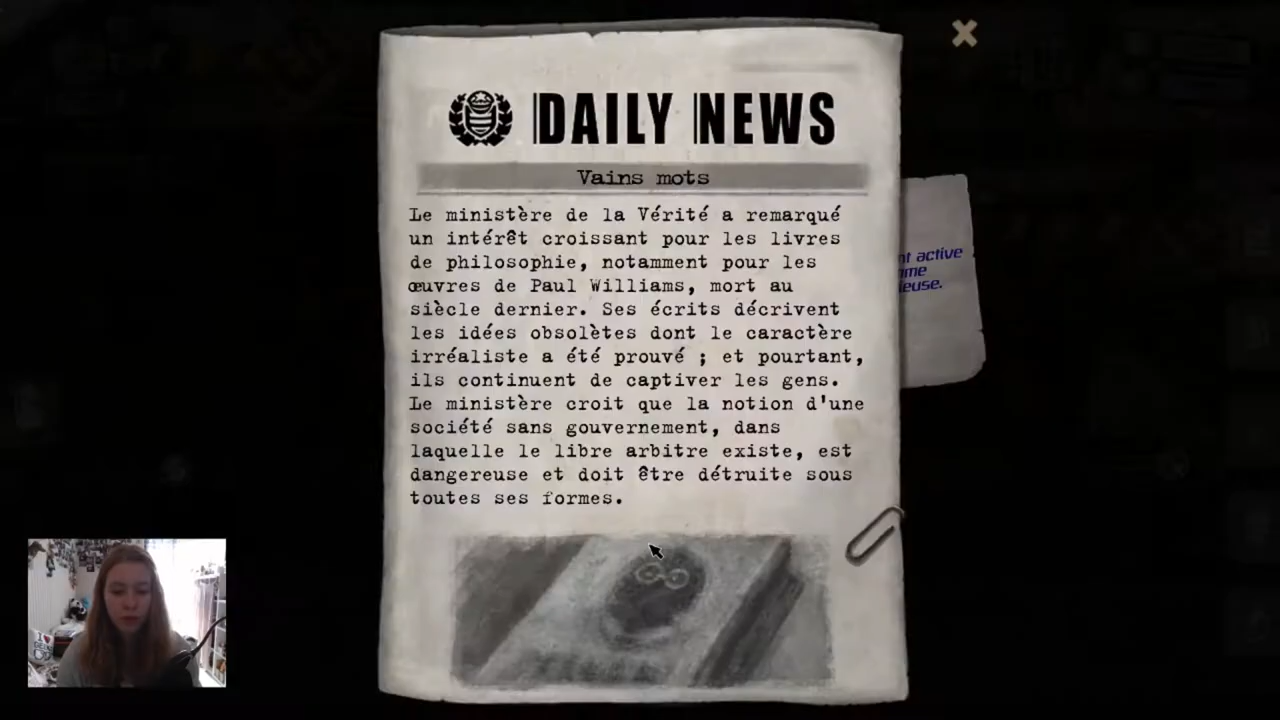 DAILY NEWS
Vains mots
Le ministère de la Vérité a remarqué
un intérêt croissant pour les livres
de philosophie, notamment pour les
œuvres de Paul Williams, mort au
siècle dernier. Ses écrits décrivent
les idées obsolètes dont le caractère
irréaliste a été prouvé ; et pourtant,
ils continuent de captiver les gens.
Le ministère croit que la notion d'une
société sans gouvernement, dans
laquelle le libre arbitre existe, est
dangereuse et doit être détruite sous
toutes ses formes.
active